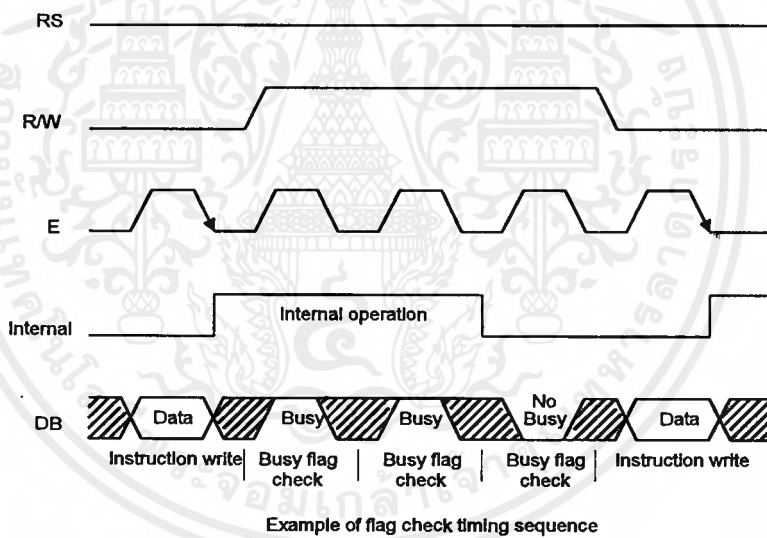 RS
R/W
E
Internal
Internal operation
DB
Data
Busy
Busy
No
Busy
Data
Instruction write
Busy flag
check
Busy flag
check
Busy flag
check
Instruction write
Example of flag check timing sequence